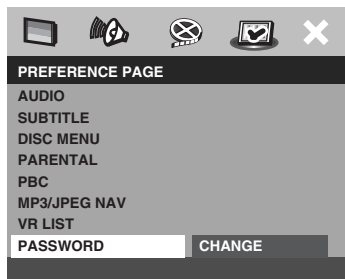 PREFERENCE PAGE
AUDIO
SUBTITLE
DISC MENU
PARENTAL
PBC
MP3/JPEG NAV
VR LIST
PASSWORD CHANGE